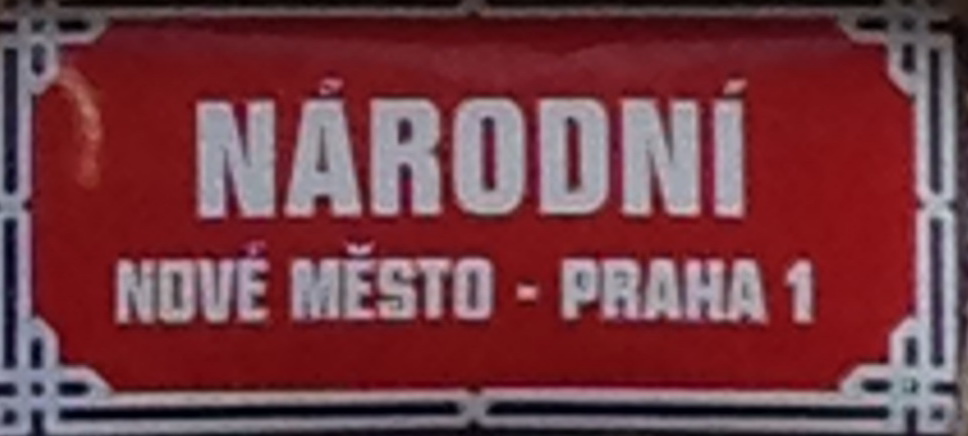 NÁRODNÍ
NOVÉ MĚSTO - PRAHA 1